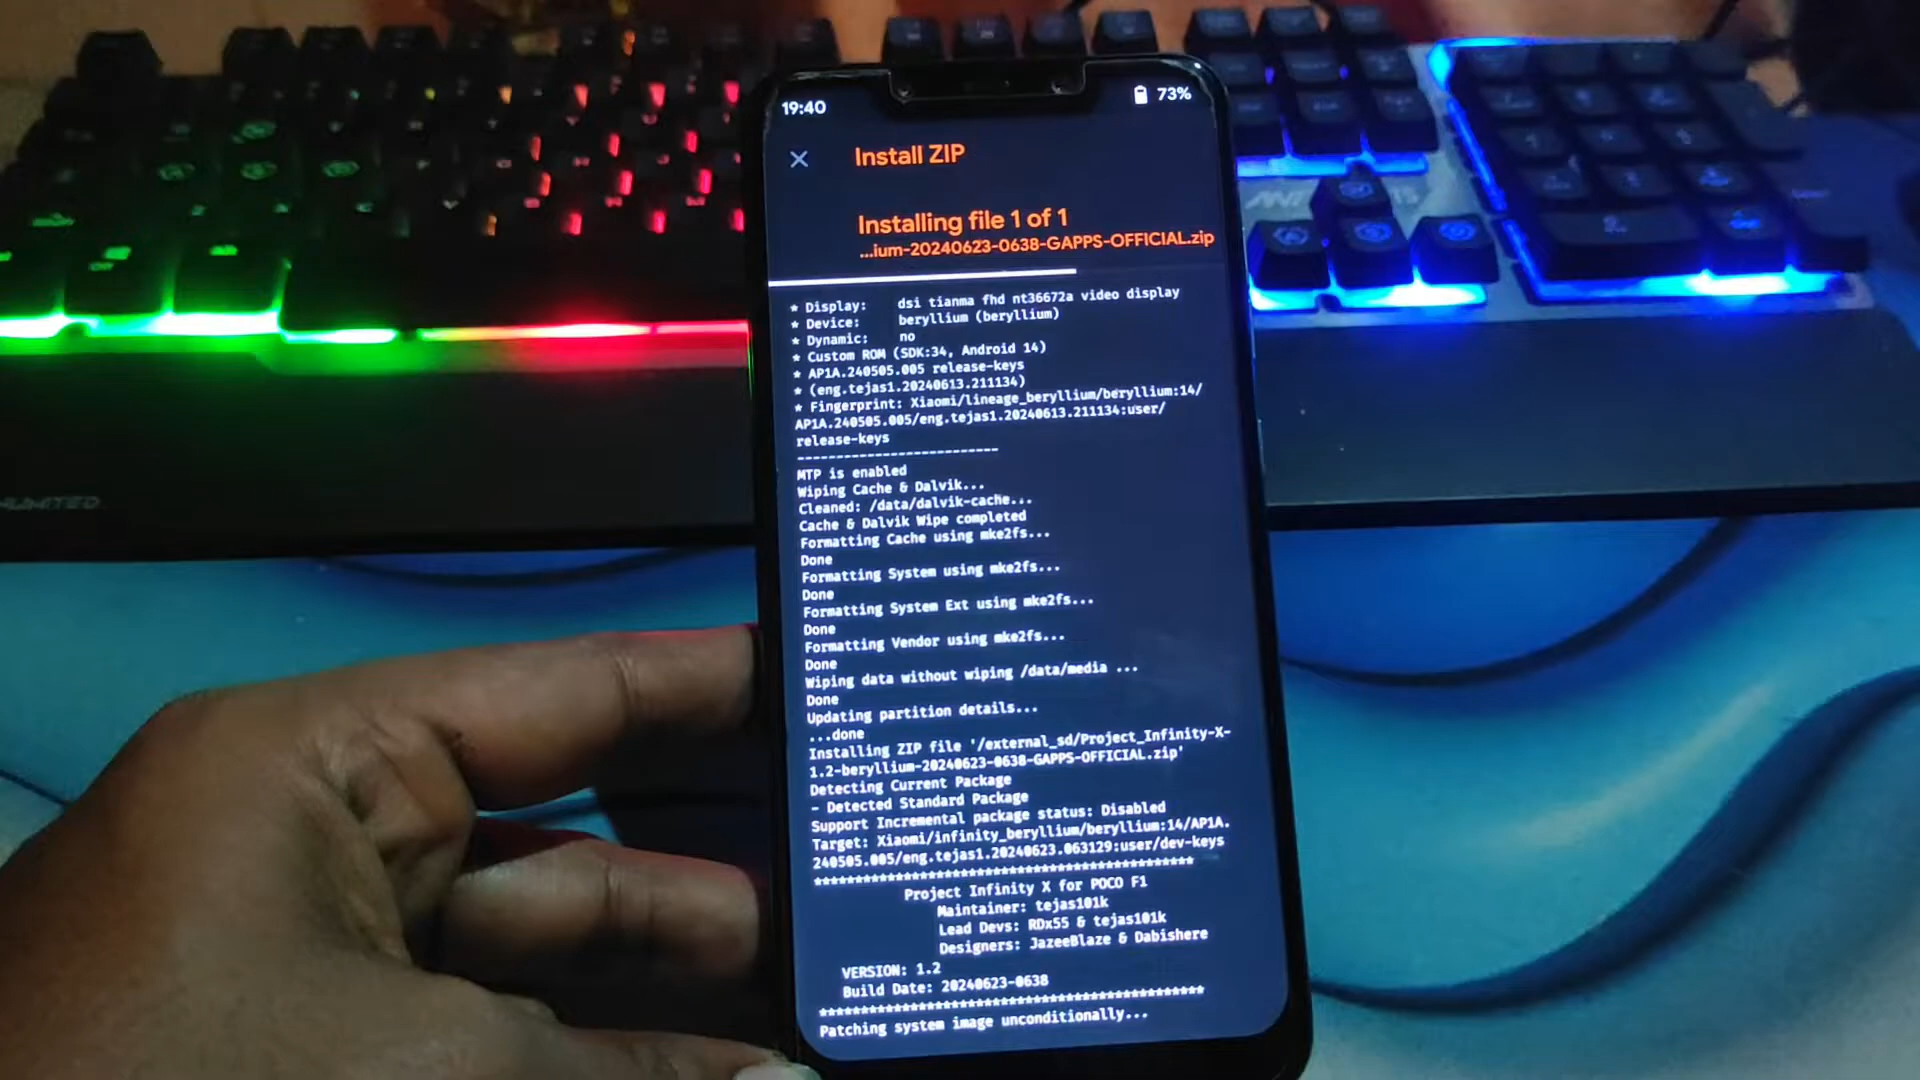 19:40
73%
Install ZIP
Installing file 1 of 1
...ium-20240623-0638-GAPPS-OFFICIAL.zip
* Display: dsi tianma fhd nt36672a video display
* Device: beryllium (beryllium)
* Dynamic: no
* Custom ROM (SDK:34, Android 14)
* AP1A.240505.005 release-keys
* (eng.tejas1.20240613.211134)
* Fingerprint: Xiaomi/lineage_beryllium/beryllium:14/
AP1A.240505.005/eng.tejas1.20240613.211134:user/
release-keys
--------------------------
MTP is enabled
Wiping Cache & Dalvik...
Cleaned: /data/dalvik-cache...
Cache & Dalvik Wipe completed
Formatting Cache using mke2fs...
Done
Formatting System using mke2fs...
Done
Formatting System Ext using mke2fs...
Done
Formatting Vendor using mke2fs...
Done
Wiping data without wiping /data/media ...
Done
Updating partition details...
...done
Installing ZIP file '/external_sd/Project_Infinity-X-
1.2-beryllium-20240623-0638-GAPPS-OFFICIAL.zip'
Detecting Current Package
- Detected Standard Package
Support Incremental package status: Disabled
Target: Xiaomi/infinity_beryllium/beryllium:14/AP1A.
240505.005/eng.tejas1.20240623.063129:user/dev-keys
***********************************************
Project Infinity X for POCO F1
Maintainer: tejas101k
Lead Devs: RDx55 & tejas101k
Designers: JazeeBlaze & Dabishere
VERSION: 1.2
Build Date: 20240623-0638
***********************************************
Patching system image unconditionally...